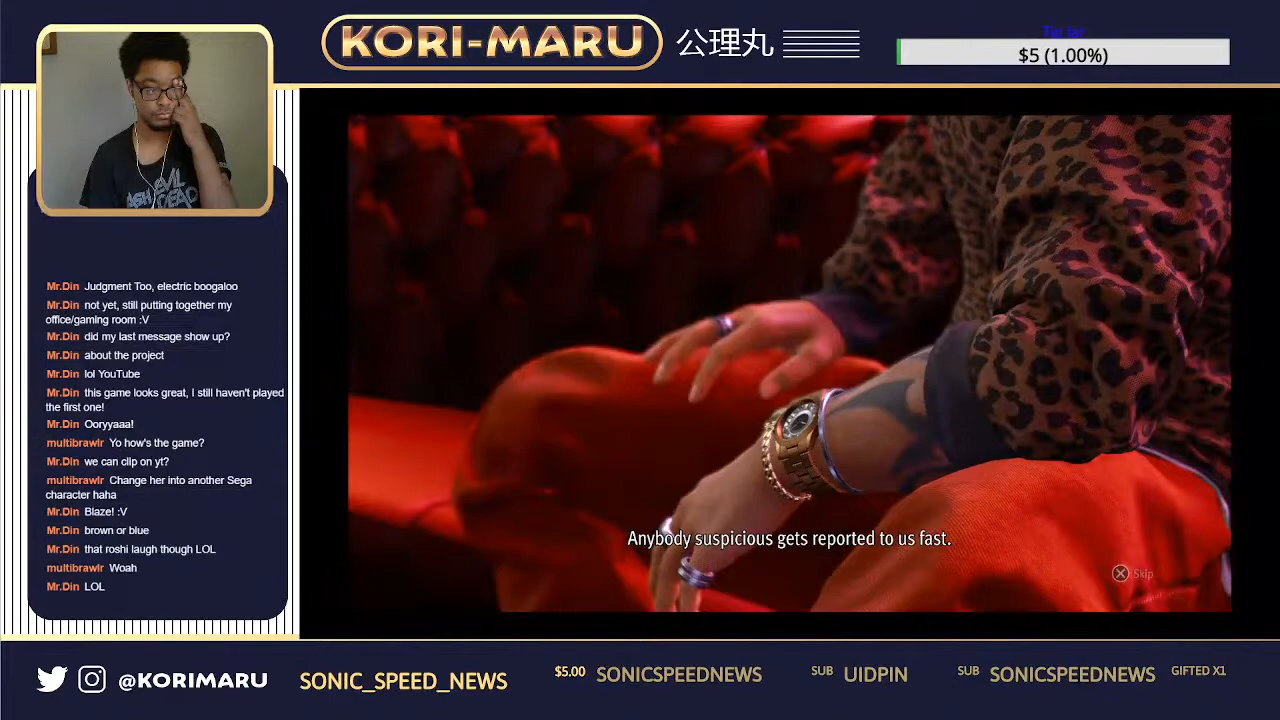 KORI-MARU 公理丸
Tip Jar
$5 (1.00%)
ASH EVIL
DEAD
Mr.Din Judgment Too, electric boogaloo
Mr.Din not yet, still putting together my
office/gaming room :V
Mr.Din did my last message show up?
Mr.Din about the project
Mr.Din lol YouTube
Mr.Din this game looks great, I still haven't played
the first one!
Mr.Din Ooryyaaa!
multibrawlr Yo how's the game?
Mr.Din we can clip on yt?
multibrawlr Change her into another Sega
character haha
Mr.Din Blaze! :V
Mr.Din brown or blue
Mr.Din that roshi laugh though LOL
multibrawlr Woah
Mr.Din LOL
Anybody suspicious gets reported to us fast.
Skip
@KORIMARU
SONIC_SPEED_NEWS
$5.00 SONICSPEEDNEWS SUB UIDPIN SUB SONICSPEEDNEWS GIFTED X1